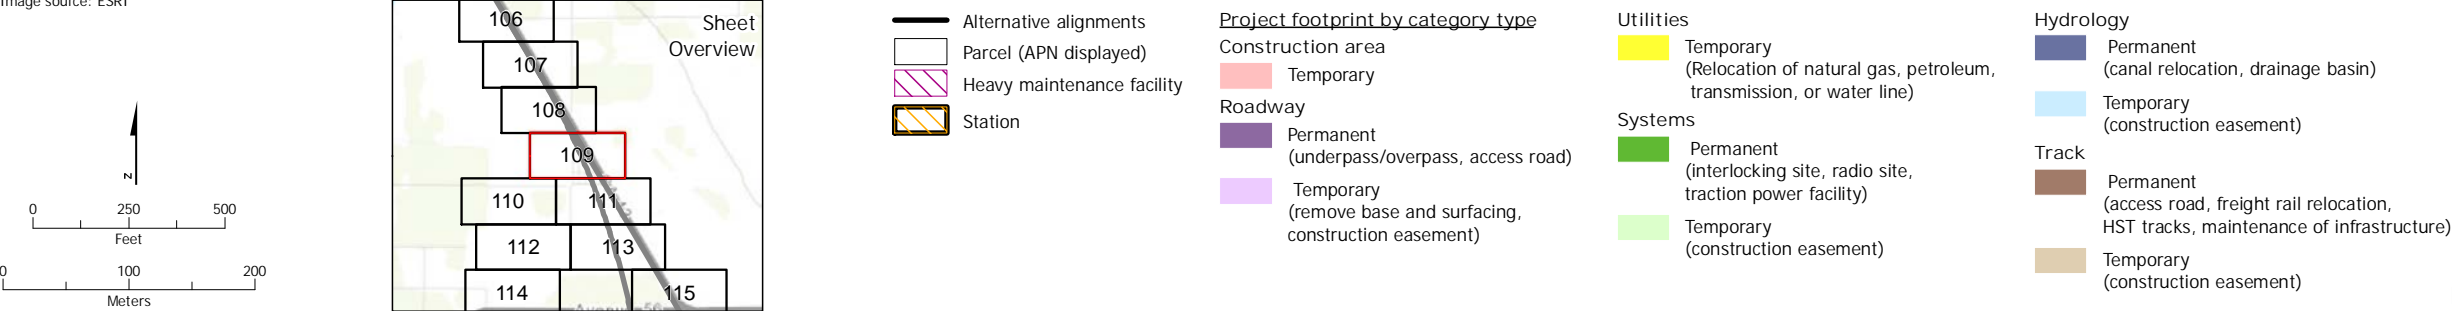 Image source: ESRI
N
0 250 500
Feet
0 100 200
Meters
Sheet
Overview
106
107
108
109
110 111
112 113
114 115
Alternative alignments
Parcel (APN displayed)
Heavy maintenance facility
Station
Project footprint by category type
Construction area
Temporary
Roadway
Permanent
(underpass/overpass, access road)
Temporary
(remove base and surfacing,
construction easement)
Utilities
Temporary
(Relocation of natural gas, petroleum,
transmission, or water line)
Systems
Permanent
(interlocking site, radio site,
traction power facility)
Temporary
(construction easement)
Hydrology
Permanent
(canal relocation, drainage basin)
Temporary
(construction easement)
Track
Permanent
(access road, freight rail relocation,
HST tracks, maintenance of infrastructure)
Temporary
(construction easement)